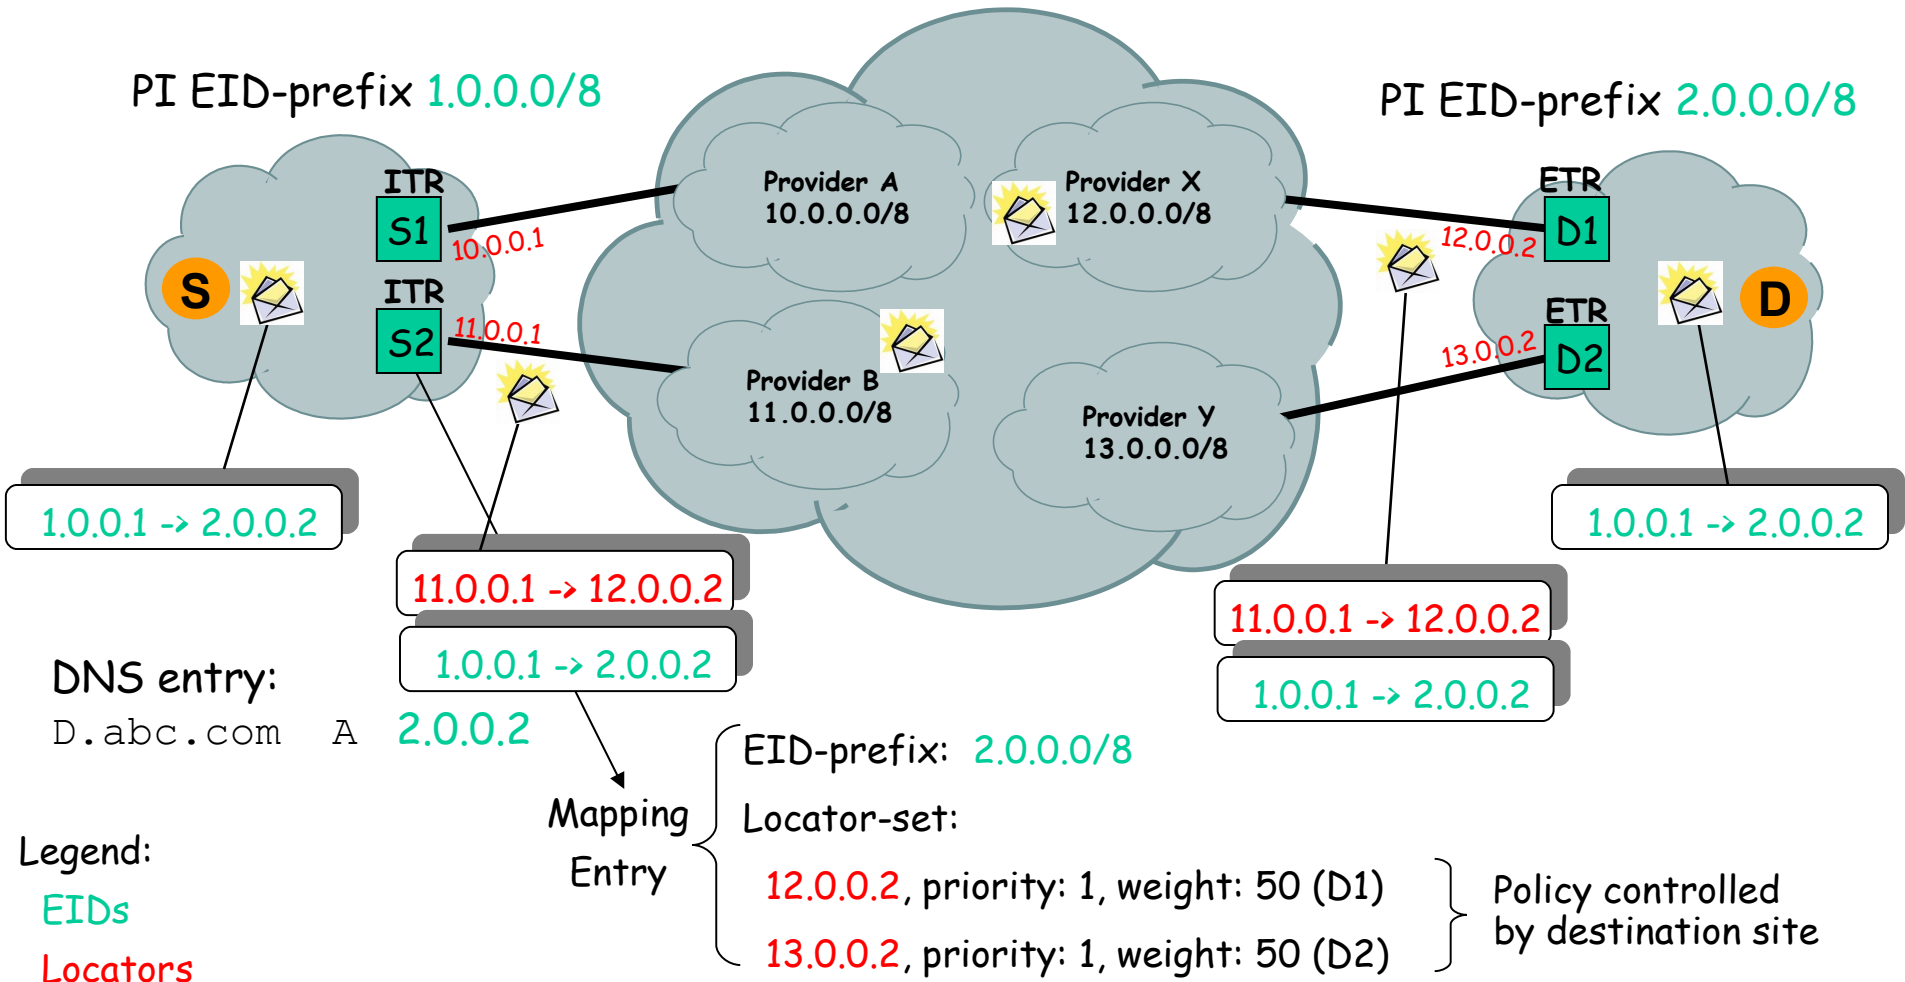 PI EID-prefix 1.0.0.0/8
PI EID-prefix 2.0.0.0/8
ITR
S1
10.0.0.1
ITR
S2
11.0.0.1
S
Provider A
10.0.0.0/8
Provider B
11.0.0.0/8
Provider X
12.0.0.0/8
Provider Y
13.0.0.0/8
ETR
D1
12.0.0.2
ETR
D2
13.0.0.2
D
1.0.0.1 -> 2.0.0.2
11.0.0.1 -> 12.0.0.2
1.0.0.1 -> 2.0.0.2
11.0.0.1 -> 12.0.0.2
1.0.0.1 -> 2.0.0.2
1.0.0.1 -> 2.0.0.2
DNS entry:
D.abc.com A 2.0.0.2
Mapping
Entry
EID-prefix: 2.0.0.0/8
Locator-set:
12.0.0.2, priority: 1, weight: 50 (D1)
13.0.0.2, priority: 1, weight: 50 (D2)
Policy controlled
by destination site
Legend:
EIDs
Locators